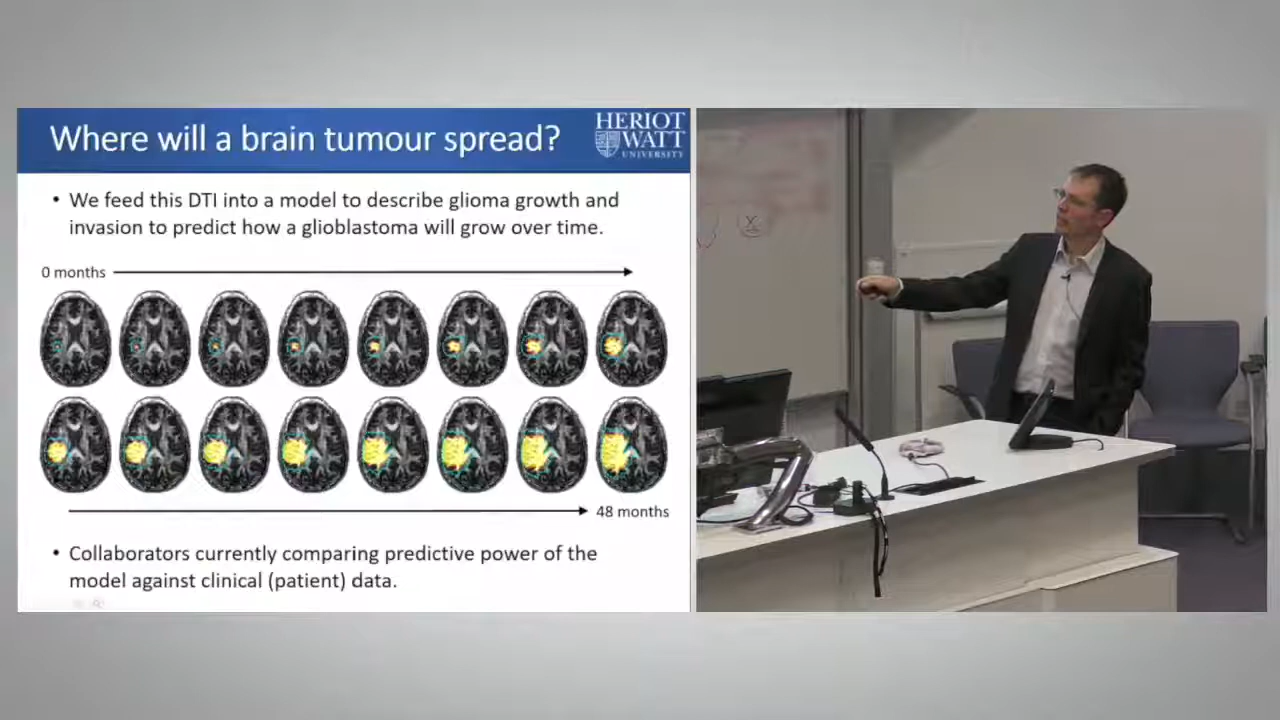 Where will a brain tumour spread?
HERIOT
WATT
UNIVERSITY
• We feed this DTI into a model to describe glioma growth and
invasion to predict how a glioblastoma will grow over time.
0 months
48 months
• Collaborators currently comparing predictive power of the
model against clinical (patient) data.